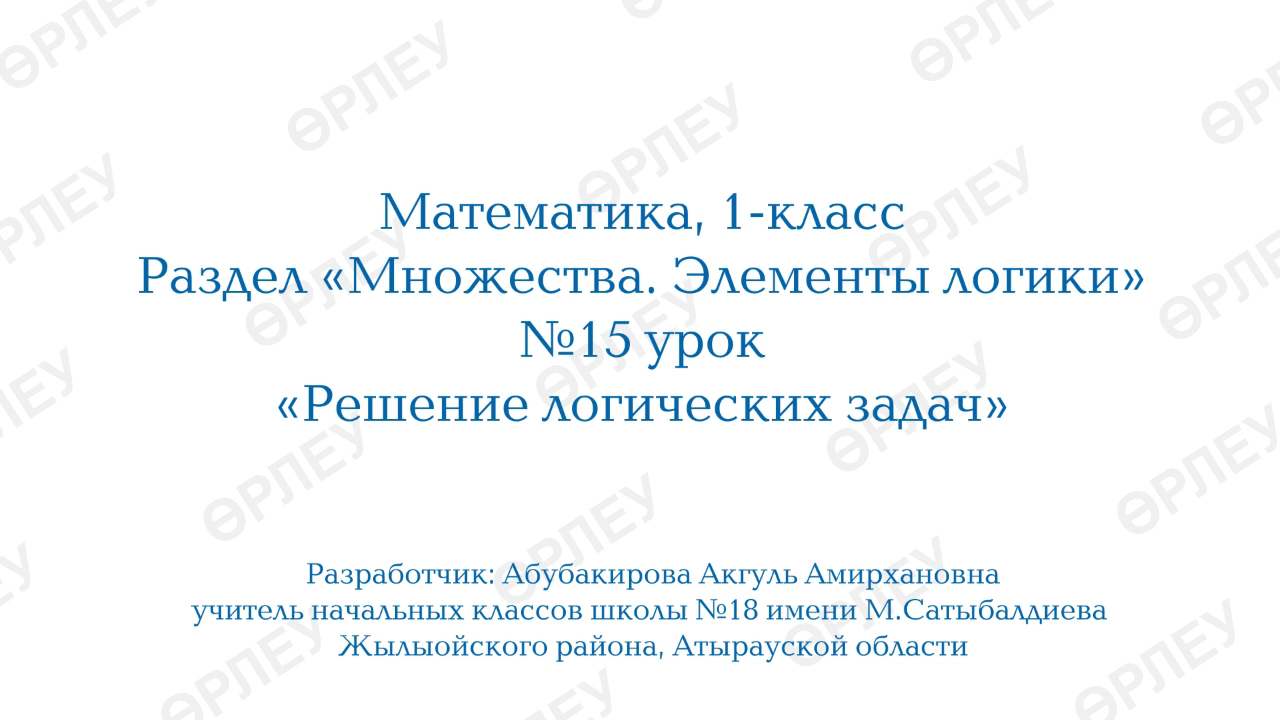 Математика, 1-класс
Раздел «Множества. Элементы логики»
№15 урок
«Решение логических задач»
Разработчик: Абубакирова Акгуль Амирхановна
учитель начальных классов школы №18 имени М.Сатыбалдиева
Жылыойского района, Атырауской области
ӨРЛЕУ